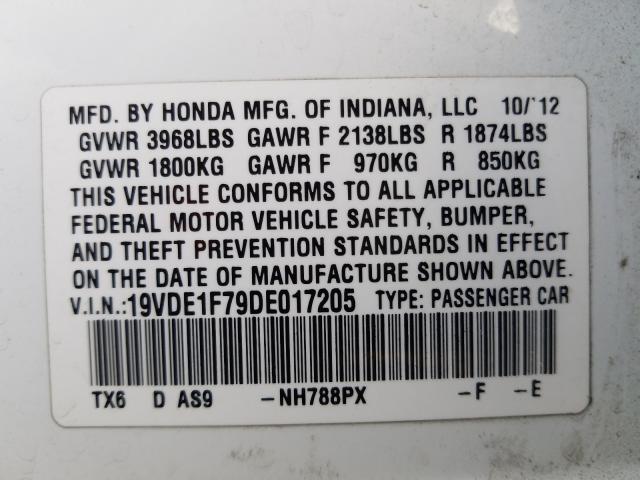 MFD. BY HONDA MFG. OF INDIANA, LLC 10/'12
GVWR 3968LBS GAWR F 2138LBS R 1874LBS
GVWR 1800KG GAWR F 970KG R 850KG
THIS VEHICLE CONFORMS TO ALL APPLICABLE
FEDERAL MOTOR VEHICLE SAFETY, BUMPER,
AND THEFT PREVENTION STANDARDS IN EFFECT
ON THE DATE OF MANUFACTURE SHOWN ABOVE.
V.I.N.:19VDE1F79DE017205 TYPE: PASSENGER CAR
TX6 D AS9 -NH788PX -F -E